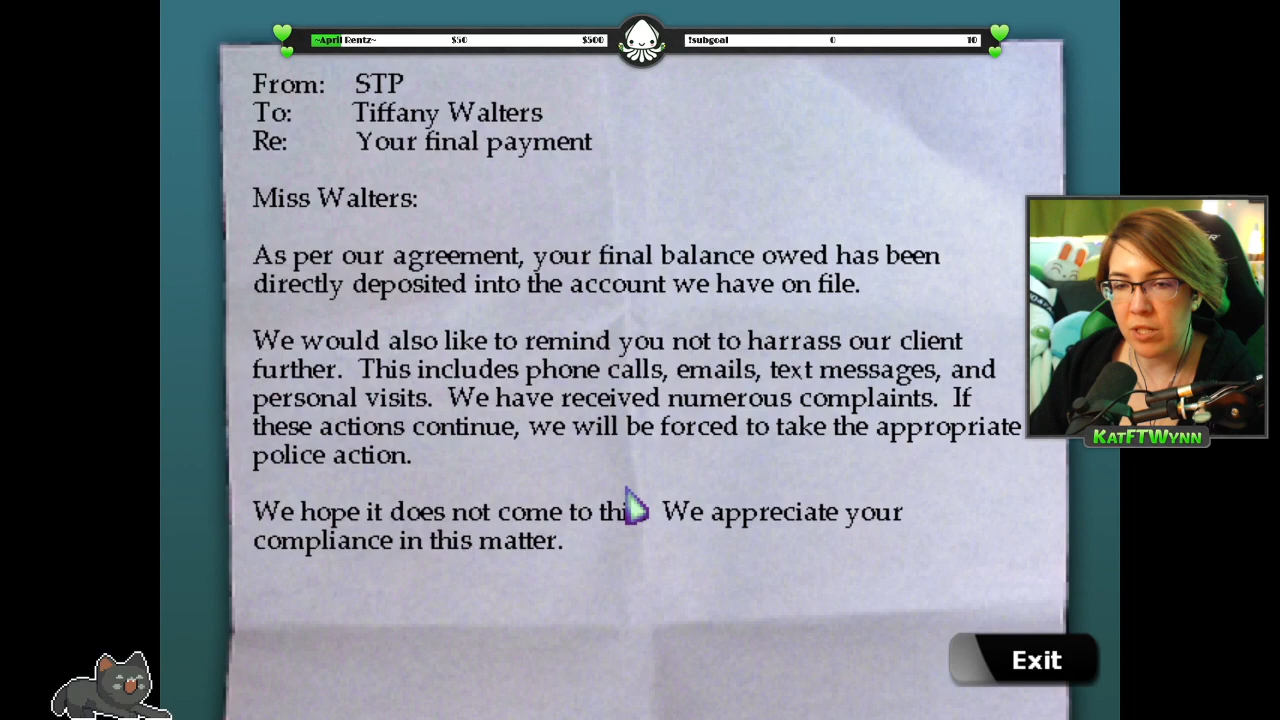 ~April Rentz~ $50 $500
!subgoal 0 10
From: STP
To: Tiffany Walters
Re: Your final payment
Miss Walters:
As per our agreement, your final balance owed has been
directly deposited into the account we have on file.
We would also like to remind you not to harrass our client
further. This includes phone calls, emails, text messages, and
personal visits. We have received numerous complaints. If
these actions continue, we will be forced to take the appropriate
police action.
We hope it does not come to We appreciate your
compliance in this matter.
KatFTWynn
Exit